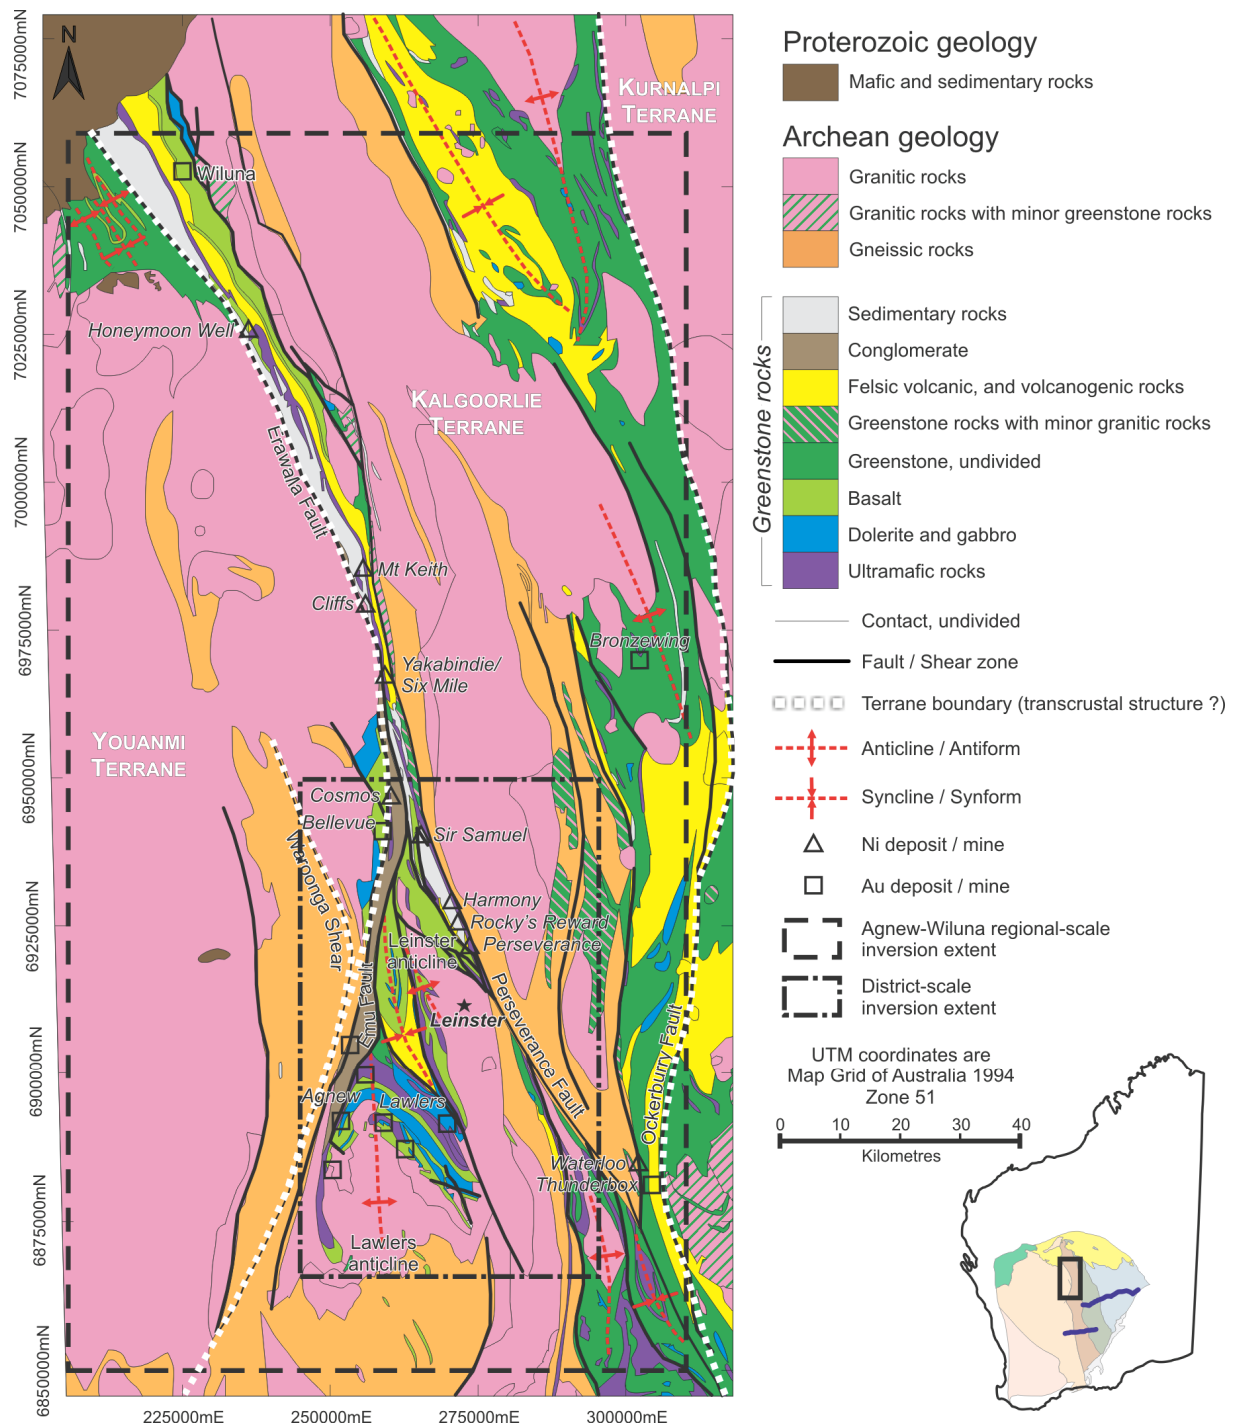 N
7075000mN
7050000mN
7025000mN
7000000mN
6975000mN
6950000mN
6925000mN
6900000mN
6875000mN
6850000mN
225000mE
250000mE
275000mE
300000mE
KURNALPI
TERRANE
Wiluna
Honeymoon Well
KALGOORLIE
TERRANE
Erawalla Fault
Mt Keith
Cliffs
Yakabindie/
Six Mile
Bronzewing
YOUANMI
TERRANE
Cosmos
Bellevue
Sir Samuel
Waroonga Shear
Harmony
Rocky's Reward
Perseverance
Leinster
anticline
Emu Fault
Leinster
Perseverance Fault
Ockerburry Fault
Agnew
Lawlers
Waterloo
Thunderbox
Lawlers
anticline
Proterozoic geology
Mafic and sedimentary rocks
Archean geology
Granitic rocks
Granitic rocks with minor greenstone rocks
Gneissic rocks
Greenstone rocks
Sedimentary rocks
Conglomerate
Felsic volcanic, and volcanogenic rocks
Greenstone rocks with minor granitic rocks
Greenstone, undivided
Basalt
Dolerite and gabbro
Ultramafic rocks
Contact, undivided
Fault / Shear zone
Terrane boundary (transcrustal structure ?)
Anticline / Antiform
Syncline / Synform
Ni deposit / mine
Au deposit / mine
Agnew-Wiluna regional-scale
inversion extent
District-scale
inversion extent
UTM coordinates are
Map Grid of Australia 1994
Zone 51
0 10 20 30 40
Kilometres